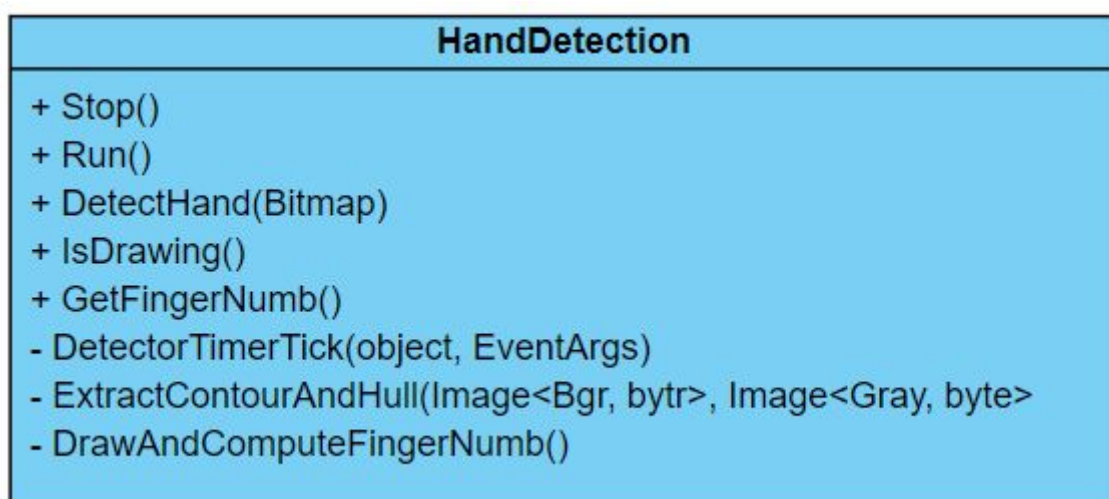 HandDetection
+ Stop()
+ Run()
+ DetectHand(Bitmap)
+ IsDrawing()
+ GetFingerNumb()
- DetectorTimerTick(object, EventArgs)
- ExtractContourAndHull(Image<Bgr, bytr>, Image<Gray, byte>
- DrawAndComputeFingerNumb()